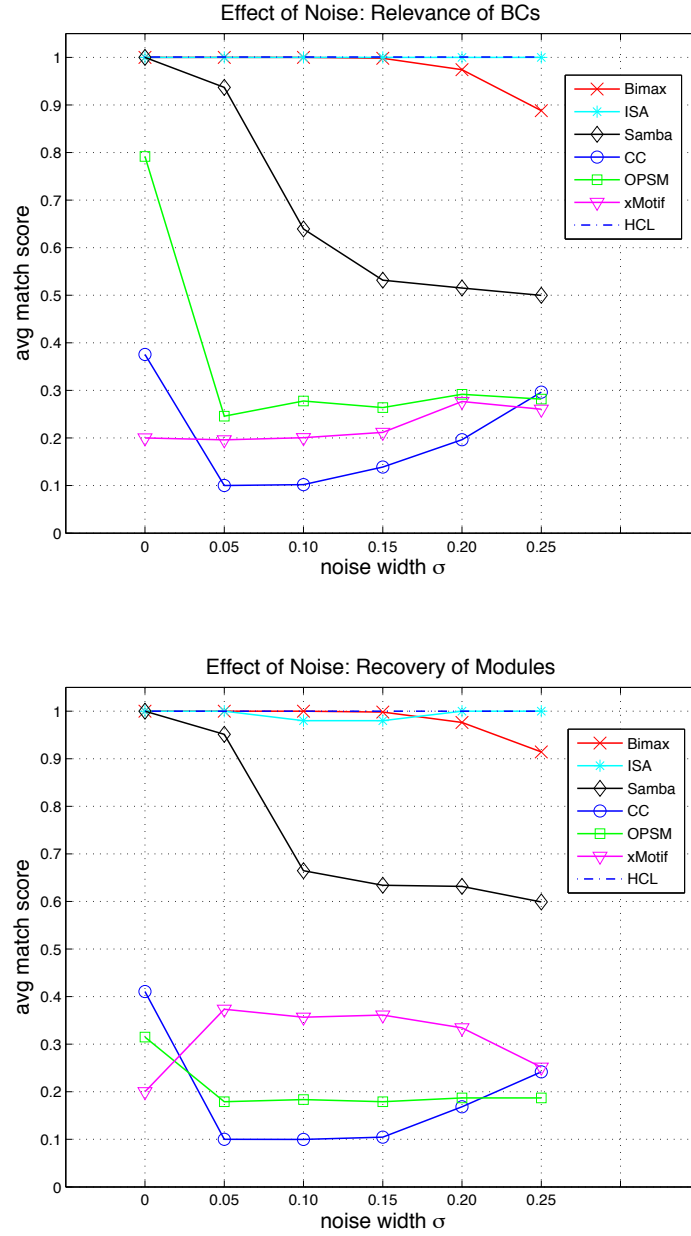 Effect of Noise: Relevance of BCs
1
0.9
0.8
0.7
0.6
0.5
0.4
0.3
0.2
0.1
0
avg match score
Bimax
ISA
Samba
CC
OPSM
xMotif
HCL
0 0.05 0.10 0.15 0.20 0.25
noise width σ
Effect of Noise: Recovery of Modules
1
0.9
0.8
0.7
0.6
0.5
0.4
0.3
0.2
0.1
0
avg match score
Bimax
ISA
Samba
CC
OPSM
xMotif
HCL
0 0.05 0.10 0.15 0.20 0.25
noise width σ